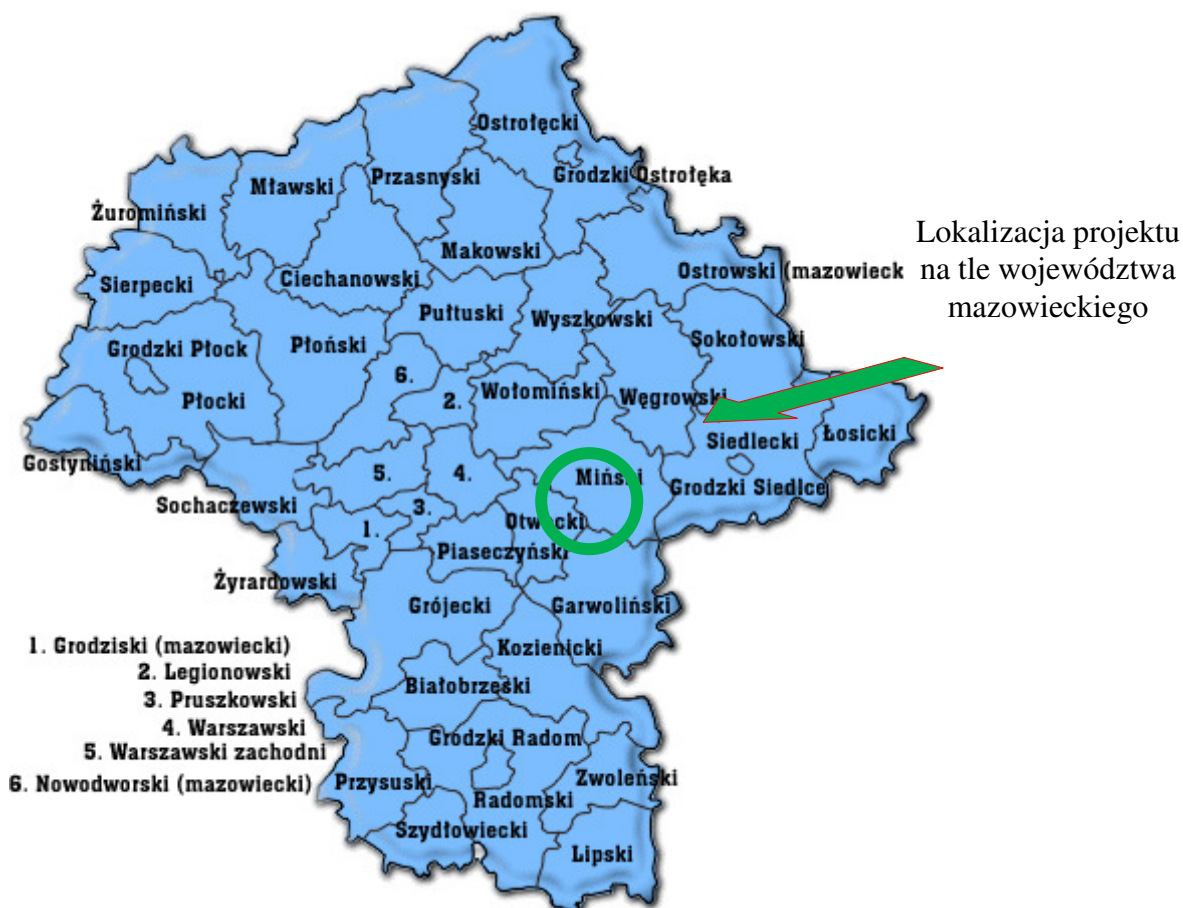 Ostrołęcki
Grodzki Ostrołęka
Przasnyski
Mławski
Żuromiński
Makowski
Ciechanowski
Sierpecki
Ostrowski (mazowieck
Lokalizacja projektu
na tle województwa
mazowieckiego
Pułtuski
Wyszkowski
Sokołowski
Grodzki Płock
Płoński
Płocki
6.
2.
Wołomiński
Węgrowski
Siedlecki
Łosicki
Gostyniński
Sochaczewski
5.
4.
Miński
Grodzki Siedlce
3.
1.
Otwocki
Piaseczyński
Żyrardowski
Grójecki
Garwoliński
Kozienicki
Białobrzeski
1. Grodziski (mazowiecki)
2. Legionowski
3. Pruszkowski
4. Warszawski
5. Warszawski zachodni
6. Nowodworski (mazowiecki)
Grodzki Radom
Przysuski
Zwoleński
Radomski
Szydłowiecki
Lipski